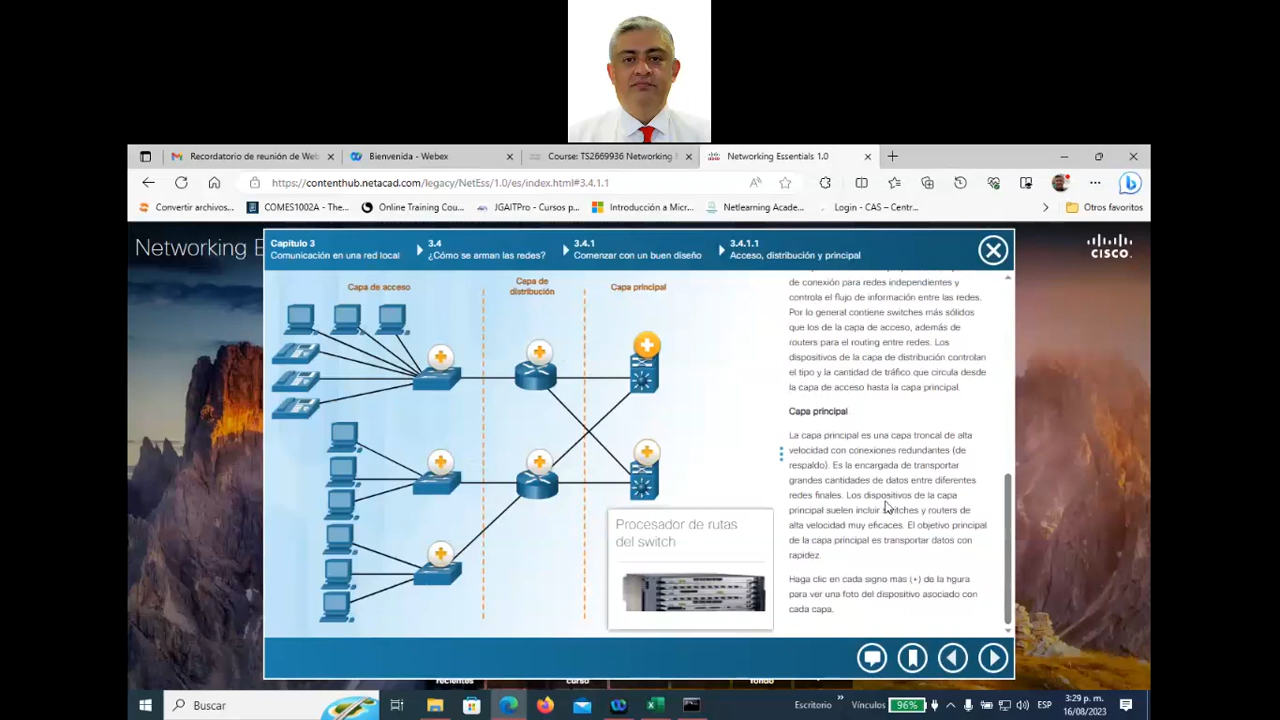 Recordatorio de reunión de Web
Bienvenida - Webex
Course: TS2669936 Networking
Networking Essentials 1.0
https://contenthub.netacad.com/legacy/NetEss/1.0/es/index.html#3.4.1.1
Convertir archivos...
COMES1002A - The...
Online Training Cou...
JGAITPro - Cursos p...
Introducción a Micr...
Netlearning Acade...
Login - CAS – Centr...
Otros favoritos
Networking E
CISCO.
Capítulo 3
Comunicación en una red local
3.4
¿Cómo se arman las redes?
3.4.1
Comenzar con un buen diseño
3.4.1.1
Acceso, distribución y principal
Capa de acceso
Capa de
distribución
Capa principal
Procesador de rutas
del switch
de conexión para redes independientes y
controla el flujo de información entre las redes.
Por lo general contiene switches más sólidos
que los de la capa de acceso, además de
routers para el routing entre redes. Los
dispositivos de la capa de distribución controlan
el tipo y la cantidad de tráfico que circula desde
la capa de acceso hasta la capa principal.
Capa principal
La capa principal es una capa troncal de alta
velocidad con conexiones redundantes (de
respaldo). Es la encargada de transportar
grandes cantidades de datos entre diferentes
redes finales. Los dispositivos de la capa
principal suelen incluir switches y routers de
alta velocidad muy eficaces. El objetivo principal
de la capa principal es transportar datos con
rapidez.
Haga clic en cada signo más (+) de la figura
para ver una foto del dispositivo asociado con
cada capa.
recientes
curso
fondo
Buscar
Escritorio
Vínculos
96%
ESP
3:29 p. m.
16/08/2023